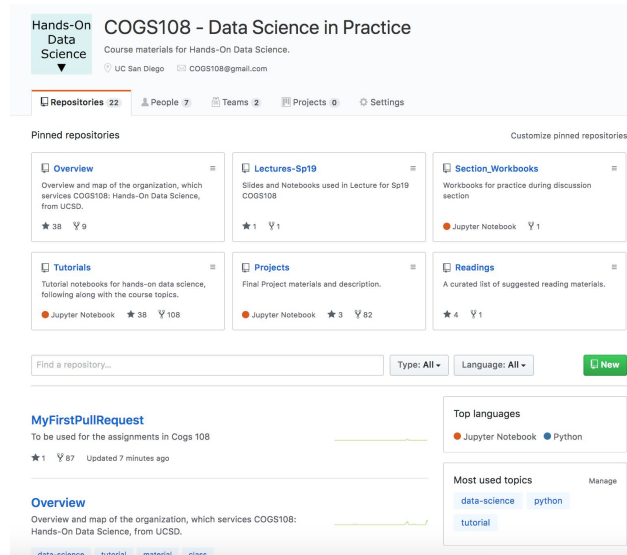 Hands-On
Data
Science
COGS108 - Data Science in Practice
Course materials for Hands-On Data Science.
UC San Diego COGS108@gmail.com
Repositories 22 People 7 Teams 2 Projects 0 Settings
Pinned repositories
Customize pinned repositories
Overview
Overview and map of the organization, which
services COGS108: Hands-On Data Science,
from UCSD.
38 9
Lectures-Sp19
Slides and Notebooks used in Lecture for Sp19
COGS108
1 1
Section_Workbooks
Workbooks for practice during discussion
section
Jupyter Notebook 1
Tutorials
Tutorial notebooks for hands-on data science,
following along with the course topics.
Jupyter Notebook 38 108
Projects
Final Project materials and description.
Jupyter Notebook 3 82
Readings
A curated list of suggested reading materials.
4 1
Find a repository...
Type: All
Language: All
New
MyFirstPullRequest
To be used for the assignments in Cogs 108
1 87 Updated 7 minutes ago
Top languages
Jupyter Notebook Python
Most used topics
Manage
data-science python
tutorial
Overview
Overview and map of the organization, which services COGS108:
Hands-On Data Science, from UCSD.
data-science tutorial material class